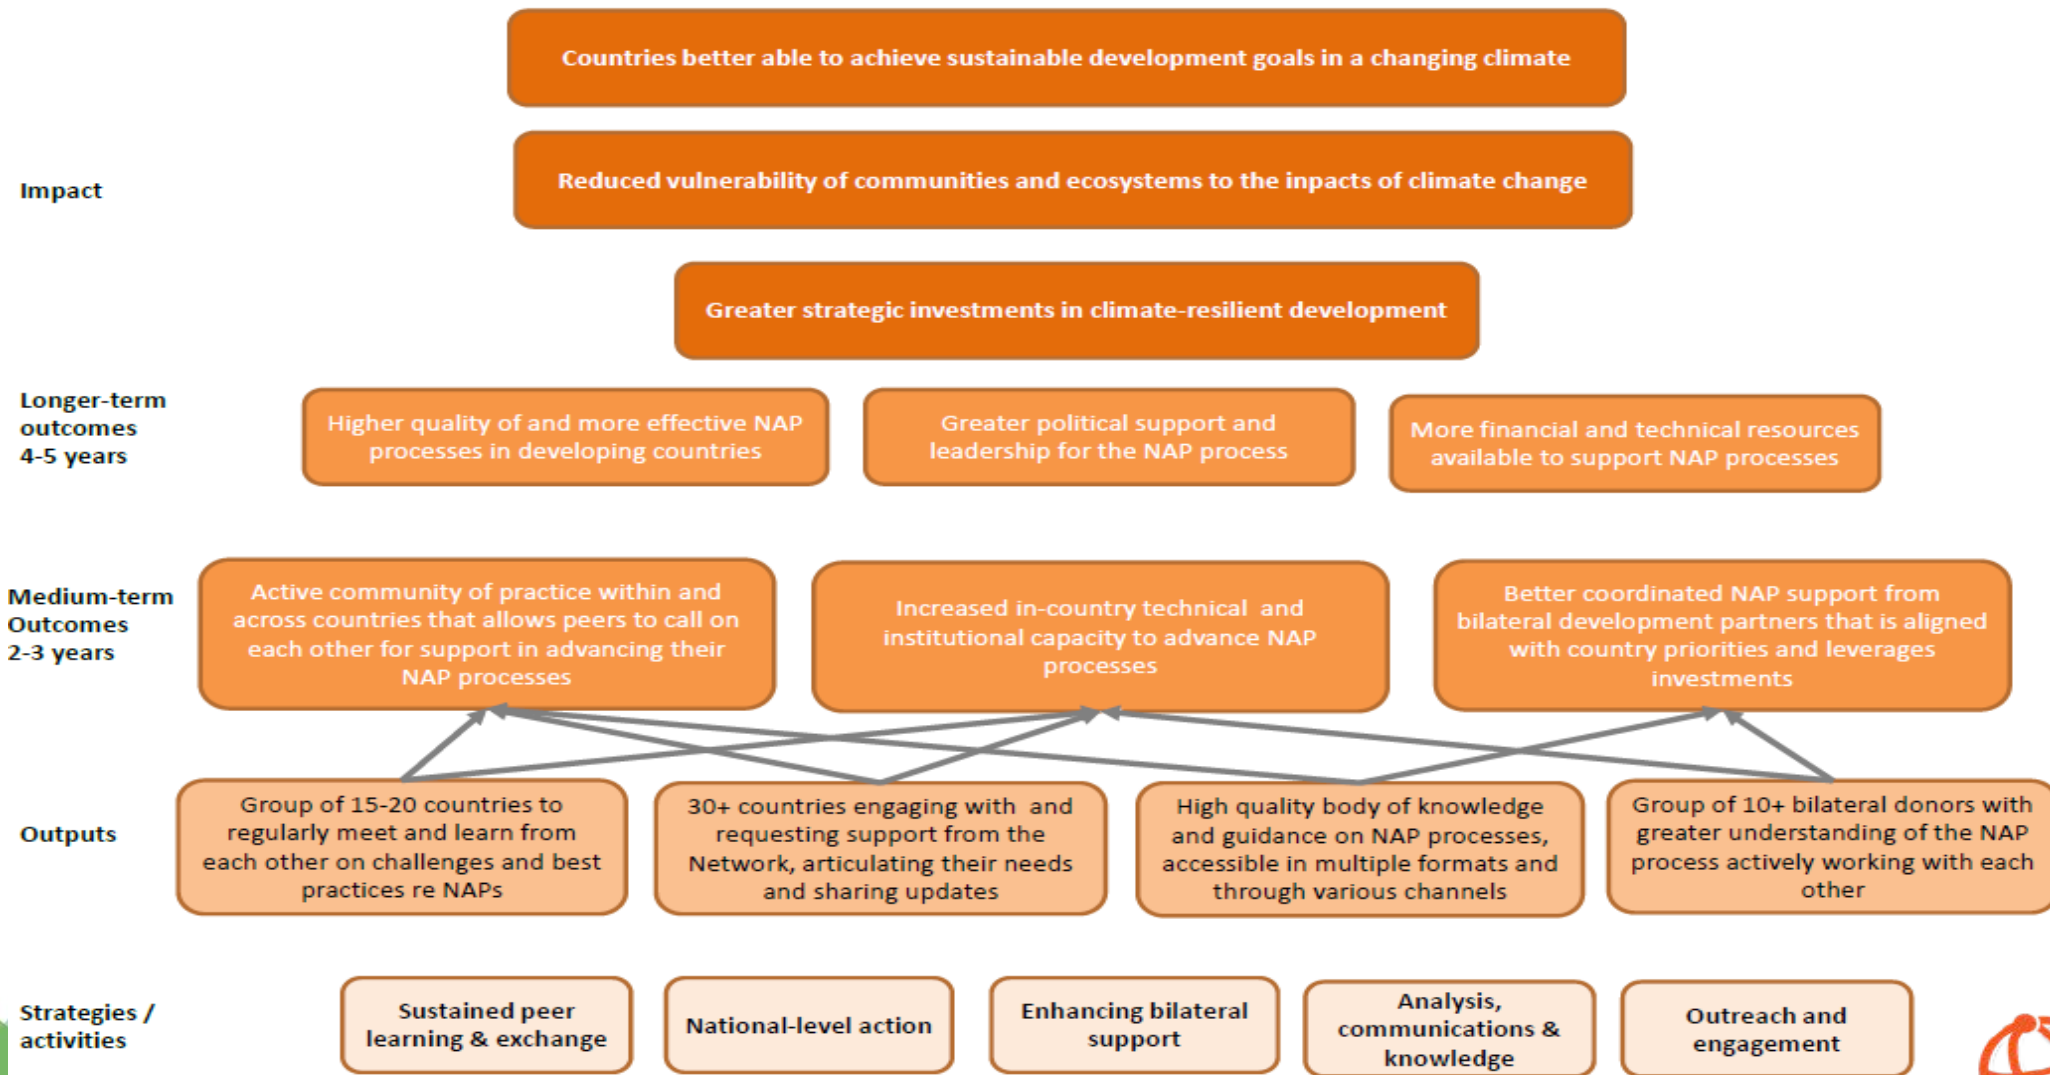 Countries better able to achieve sustainable development goals in a changing climate
Impact
Reduced vulnerability of communities and ecosystems to the inpacts of climate change
Greater strategic investments in climate-resilient development
Longer-term
outcomes
4-5 years
Higher quality of and more effective NAP
processes in developing countries
Greater political support and
leadership for the NAP process
More financial and technical resources
available to support NAP processes
Medium-term
Outcomes
2-3 years
Active community of practice within and
across countries that allows peers to call on
each other for support in advancing their
NAP processes
Increased in-country technical and
institutional capacity to advance NAP
processes
Better coordinated NAP support from
bilateral development partners that is aligned
with country priorities and leverages
investments
Outputs
Group of 15-20 countries to
regularly meet and learn from
each other on challenges and best
practices re NAPs
30+ countries engaging with and
requesting support from the
Network, articulating their needs
and sharing updates
High quality body of knowledge
and guidance on NAP processes,
accessible in multiple formats and
through various channels
Group of 10+ bilateral donors with
greater understanding of the NAP
process actively working with each
other
Strategies /
activities
Sustained peer
learning & exchange
National-level action
Enhancing bilateral
support
Analysis,
communications &
knowledge
Outreach and
engagement